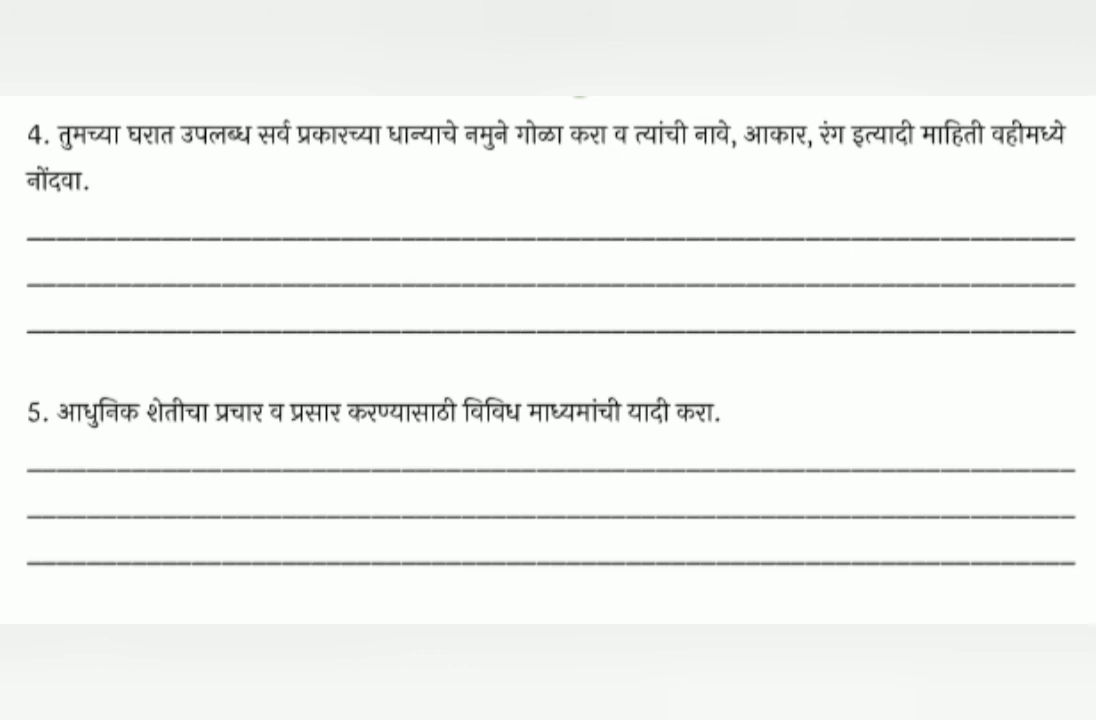 4. तुमच्या घरात उपलब्ध सर्व प्रकारच्या धान्याचे नमुने गोळा करा व त्यांची नावे, आकार, रंग इत्यादी माहिती वहीमध्ये
नोंदवा.
5. आधुनिक शेतीचा प्रचार व प्रसार करण्यासाठी विविध माध्यमांची यादी करा.